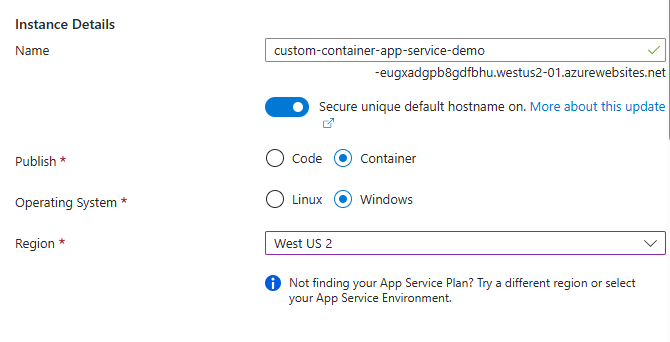 Instance Details
Name
custom-container-app-service-demo
-eugxadgpb8gdfbhu.westus2-01.azurewebsites.net
Secure unique default hostname on. More about this update
Publish *
Code
Container
Operating System *
Linux
Windows
Region *
West US 2
Not finding your App Service Plan? Try a different region or select
your App Service Environment.